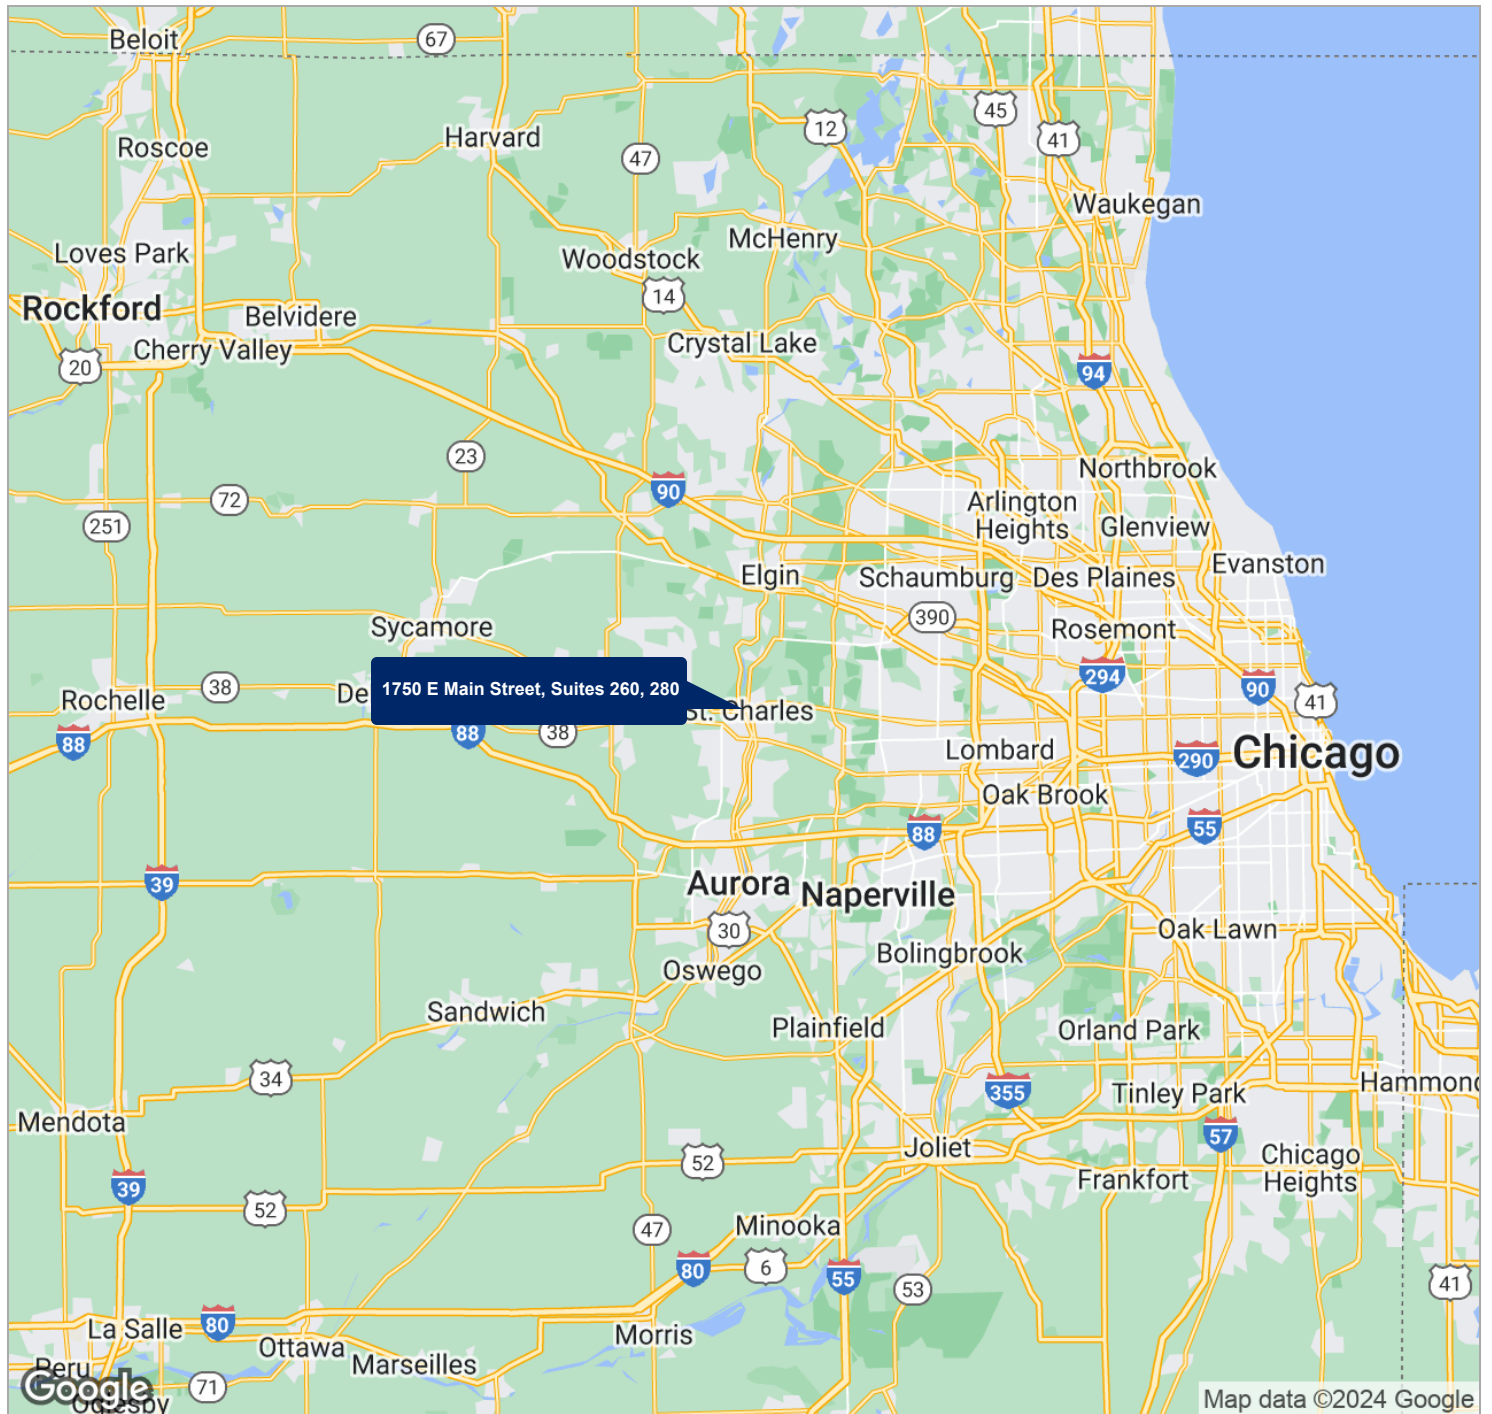 Beloit
67
Harvard
45
12
41
Roscoe
47
Waukegan
McHenry
Loves Park
Woodstock
14
Rockford
Belvidere
Crystal Lake
Cherry Valley
20
94
23
Northbrook
90
72
Arlington
Heights
251
Glenview
Evanston
Elgin
Schaumburg
Des Plaines
390
Sycamore
Rosemont
294
90
38
De
1750 E Main Street, Suites 260, 280
Rochelle
41
St. Charles
88
88
38
Lombard
290
Chicago
Oak Brook
55
88
39
Aurora
Naperville
30
Oak Lawn
Bolingbrook
Oswego
Sandwich
Plainfield
Orland Park
34
355
Hammond
Tinley Park
Mendota
57
Joliet
52
Chicago
Heights
Frankfort
39
52
47
Minooka
80
6
55
53
41
80
La Salle
Morris
Ottawa
Marseilles
Peru
Google
71
Oglesby
Map data ©2024 Google